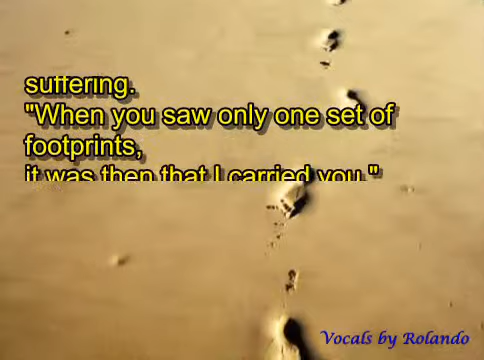 suffering.
"When you saw only one set of
footprints,
it was then that I carried you."
Vocals by Rolando